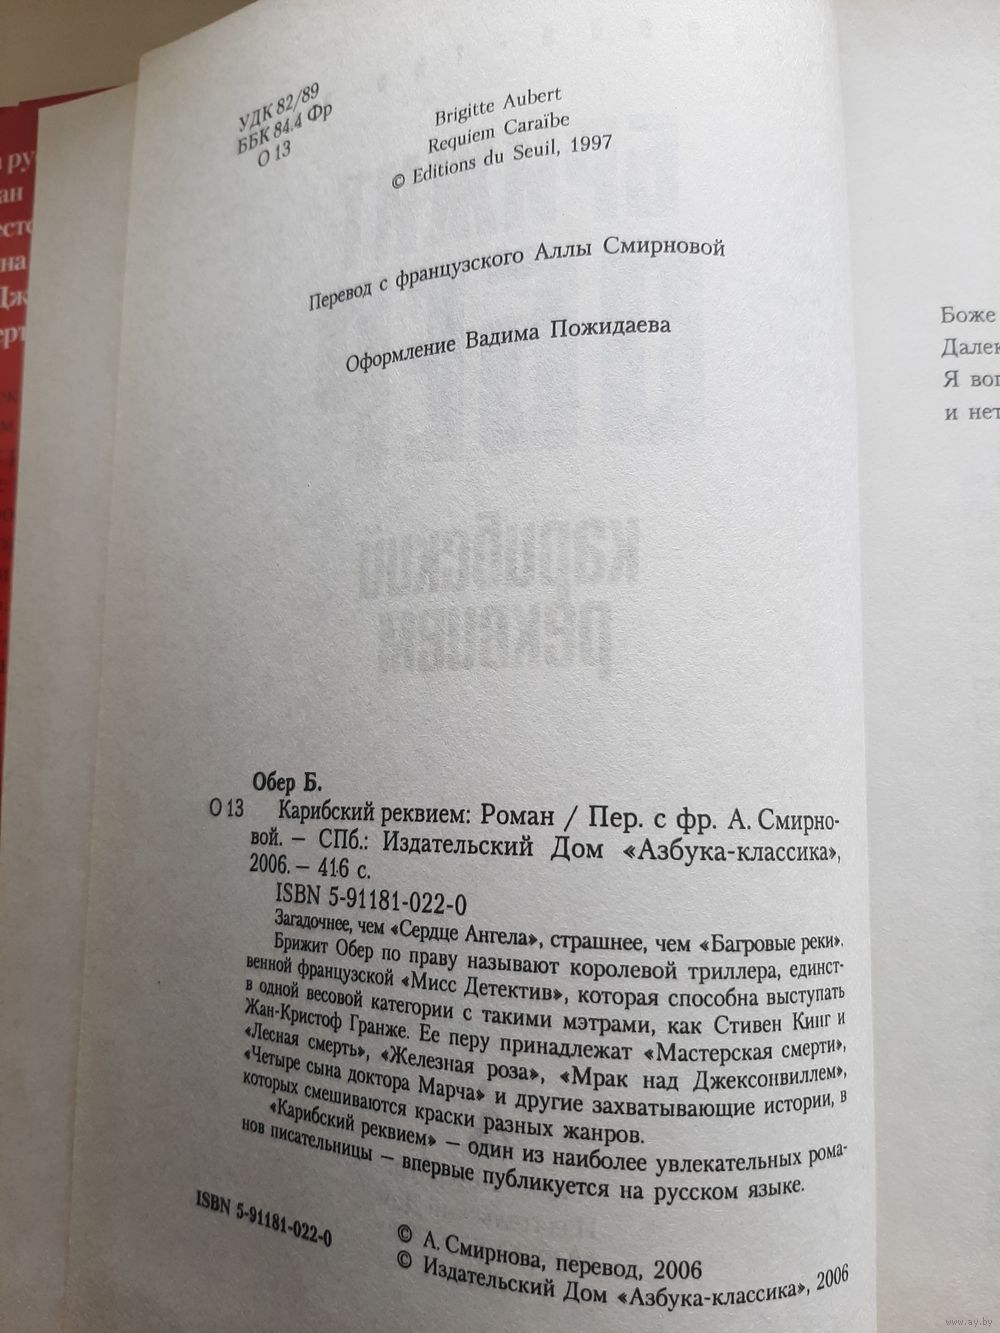 УДК 82/89
ББК 84.4 Фр
О 13
Brigitte Aubert
Requiem Caraïbe
© Editions du Seuil, 1997
Перевод с французского Аллы Смирновой
Оформление Вадима Пожидаева
карибский
реквием
Обер Б.
О 13 Карибский реквием: Роман / Пер. с фр. А. Смирно-
вой. – СПб.: Издательский Дом «Азбука-классика»,
2006. – 416 с.
ISBN 5-91181-022-0
Загадочнее, чем «Сердце Ангела», страшнее, чем «Багровые реки».
Брижит Обер по праву называют королевой триллера, единст-
венной французской «Мисс Детектив», которая способна выступать
в одной весовой категории с такими мэтрами, как Стивен Кинг и
Жан-Кристоф Гранже. Ее перу принадлежат «Мастерская смерти»,
«Лесная смерть», «Железная роза», «Мрак над Джексонвиллем»,
«Четыре сына доктора Марча» и другие захватывающие истории, в
которых смешиваются краски разных жанров.
«Карибский реквием» – один из наиболее увлекательных рома-
нов писательницы – впервые публикуется на русском языке.
ISBN 5-91181-022-0
© А. Смирнова, перевод, 2006
© Издательский Дом «Азбука-классика», 2006
Боже
Далек
Я вог
и нет
www.ay.by